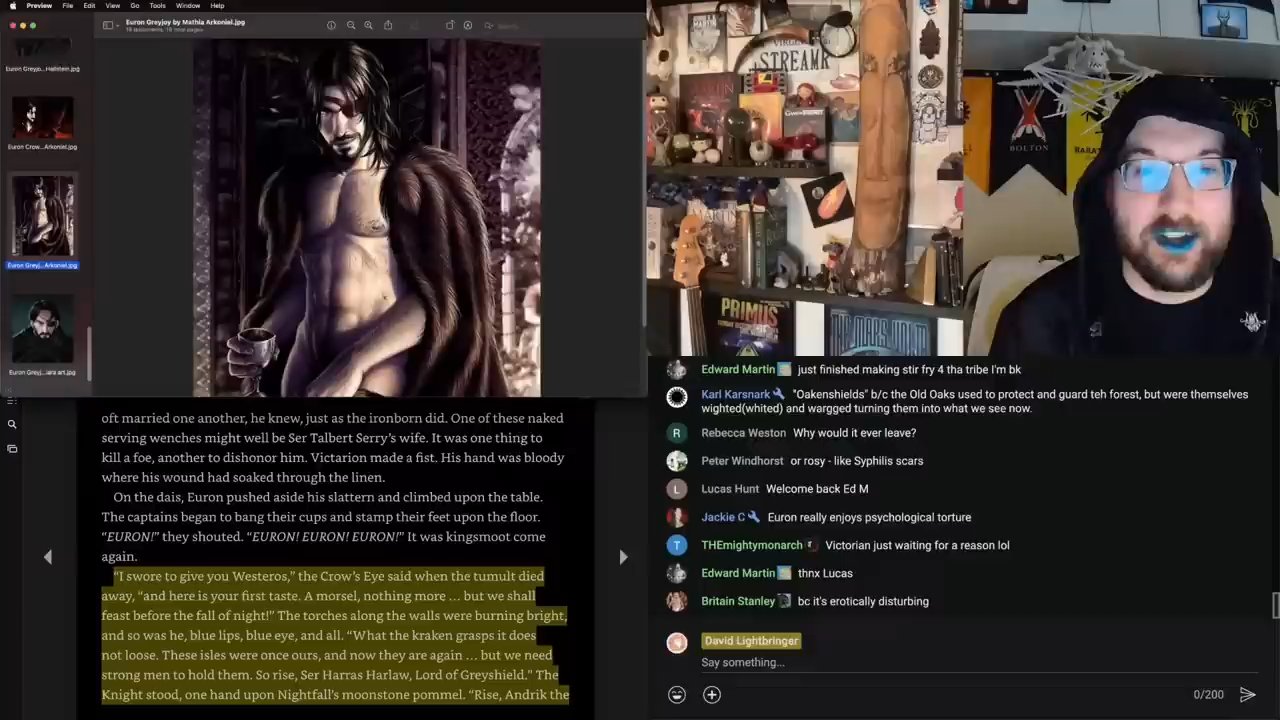 Preview File Edit View Go Tools Window Help
Euron Greyjoy by Mathia Arkoniel.jpg
Euron Greyjo...Hallstein.jpg
Euron Crow...Arkoniel.jpg
Euron Greyj...Arkoniel.jpg
Euron Greyj...iara art.jpg
STREAMR
PRIMUS
BOLTON
oft married one another, he knew, just as the ironborn did. One of these naked
serving wenches might well be Ser Talbert Serry's wife. It was one thing to
kill a foe, another to dishonor him. Victarion made a fist. His hand was bloody
where his wound had soaked through the linen.
On the dais, Euron pushed aside his slattern and climbed upon the table.
The captains began to bang their cups and stamp their feet upon the floor.
“EURON!” they shouted. “EURON! EURON! EURON!” It was kingsmoot come
again.
“I swore to give you Westeros,” the Crow's Eye said when the tumult died
away, “and here is your first taste. A morsel, nothing more ... but we shall
feast before the fall of night!” The torches along the walls were burning bright,
and so was he, blue lips, blue eye, and all. “What the kraken grasps it does
not loose. These isles were once ours, and now they are again ... but we need
strong men to hold them. So rise, Ser Harras Harlaw, Lord of Greyshield.” The
Knight stood, one hand upon Nightfall's moonstone pommel. “Rise, Andrik the
Edward Martin just finished making stir fry 4 tha tribe I'm bk
Karl Karsnark "Oakenshields" b/c the Old Oaks used to protect and guard teh forest, but were themselves
wighted(whited) and wargged turning them into what we see now.
R Rebecca Weston Why would it ever leave?
Peter Windhorst or rosy - like Syphilis scars
L Lucas Hunt Welcome back Ed M
Jackie C Euron really enjoys psychological torture
T THEmightymonarch Victorian just waiting for a reason lol
Edward Martin thnx Lucas
Britain Stanley bc it's erotically disturbing
David Lightbringer
Say something...
0/200